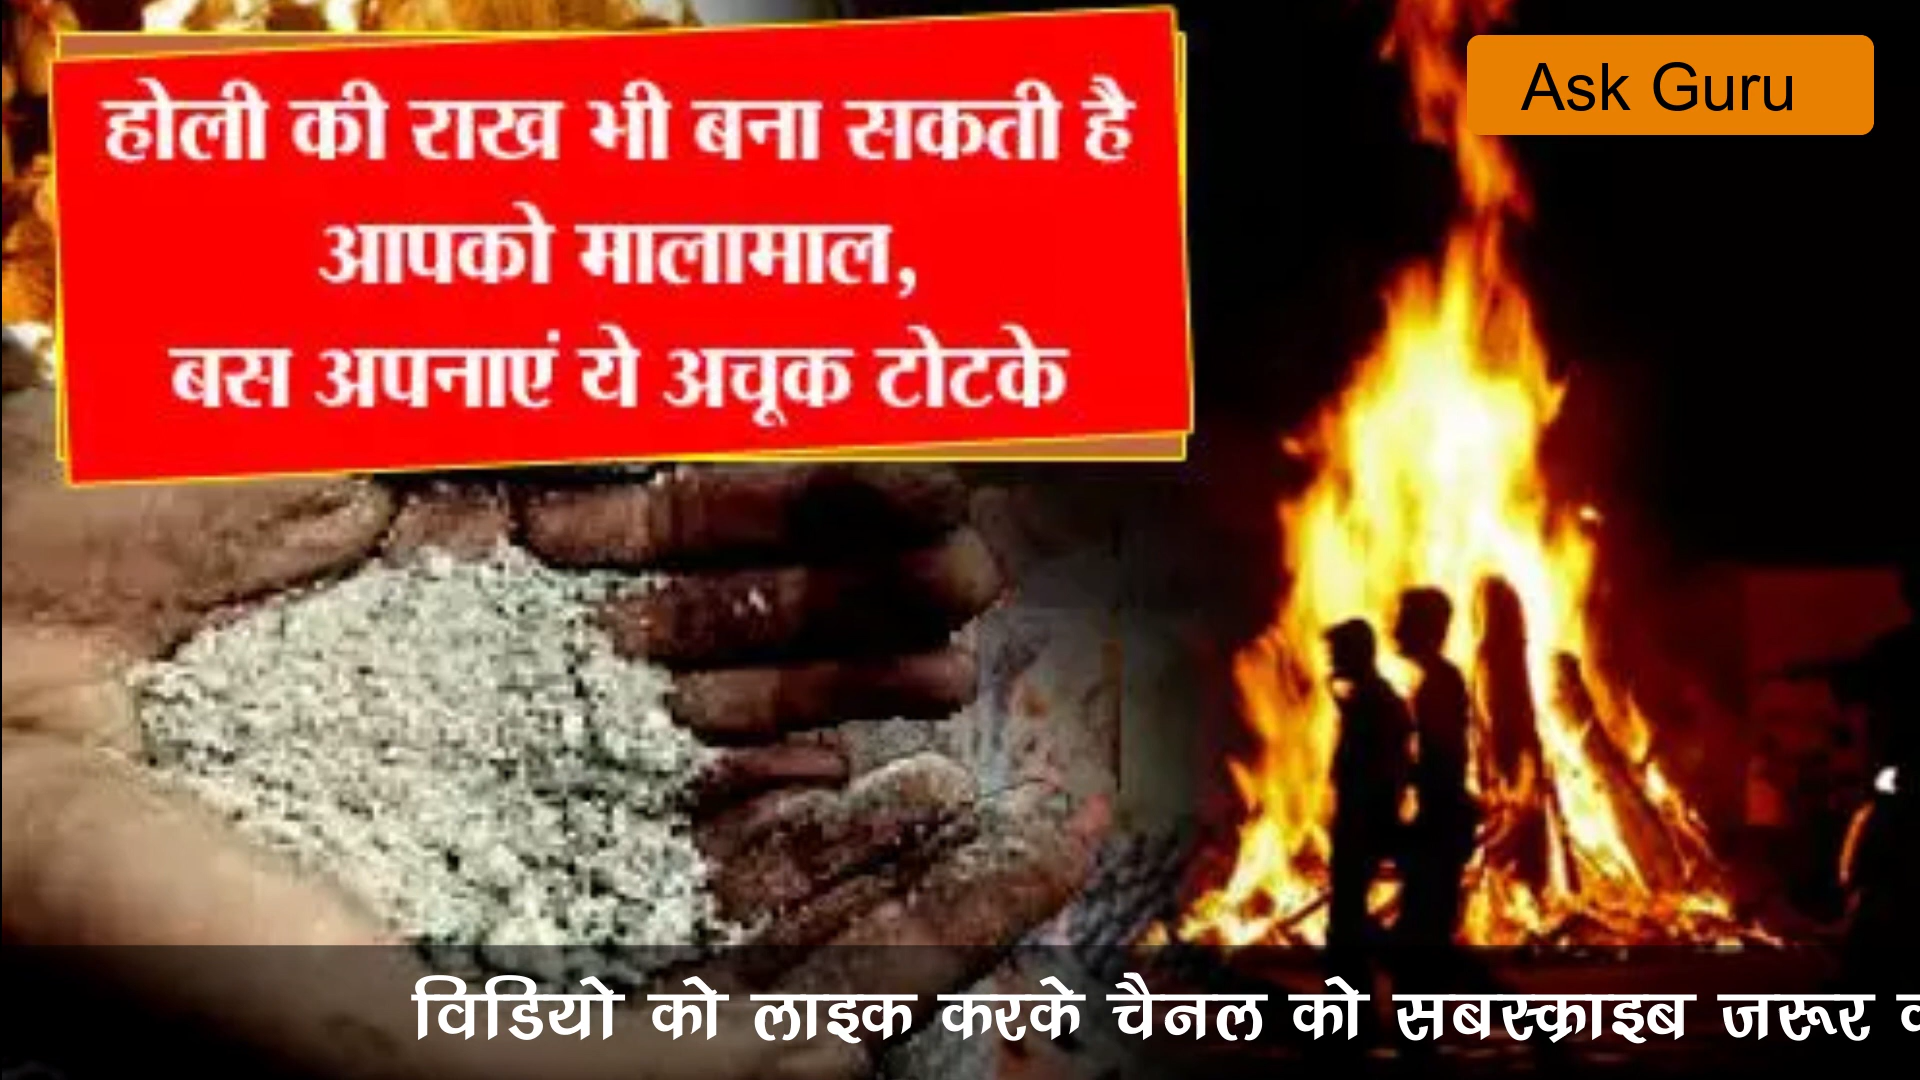 होली की राख भी बना सकती है
आपको मालामाल,
बस अपनाएं ये अचूक टोटके
Ask Guru
विडियो को लाइक करके चैनल को सबस्क्राइब जरूर